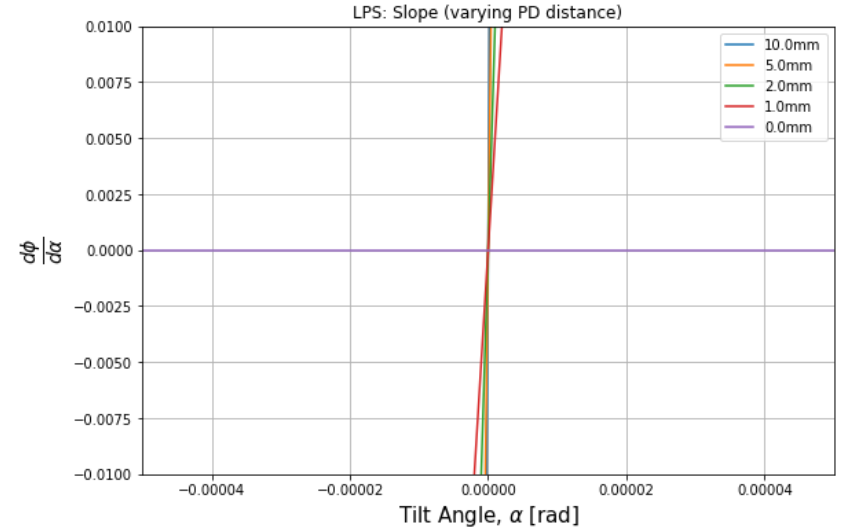 LPS: Slope (varying PD distance)
0.0100
0.0075
0.0050
0.0025
0.0000
−0.0025
−0.0050
−0.0075
−0.0100
dϕ
dα
10.0mm
5.0mm
2.0mm
1.0mm
0.0mm
−0.00004
−0.00002
0.00000
0.00002
0.00004
Tilt Angle, α [rad]